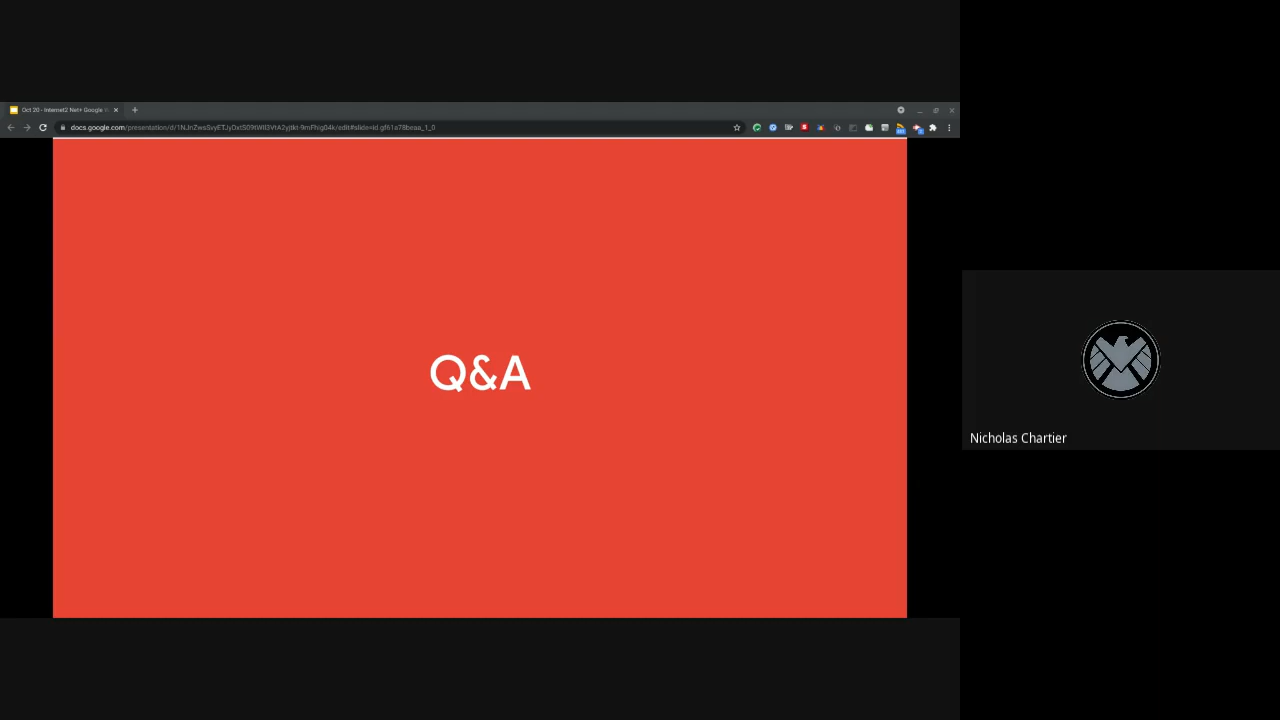 Oct 20 - Internet2 Net+ Google
docs.google.com/presentation/d/
Q&A
Nicholas Chartier